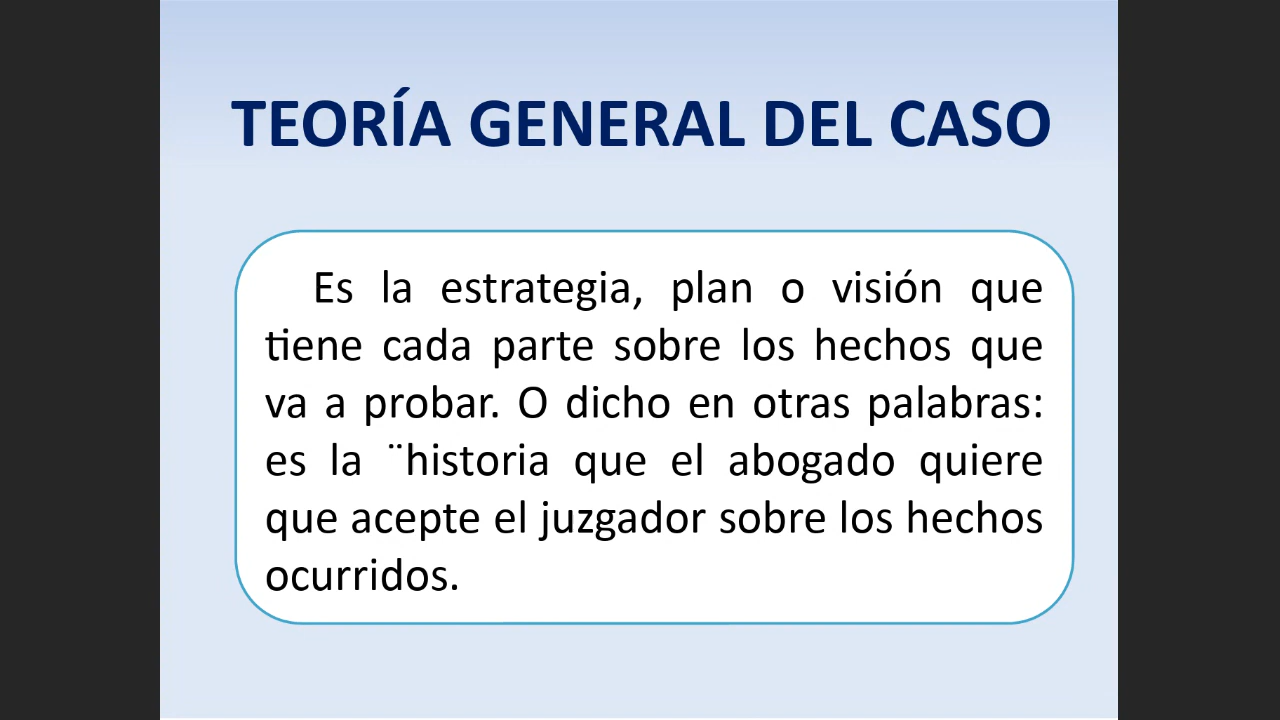 TEORÍA GENERAL DEL CASO
Es la estrategia, plan o visión que
tiene cada parte sobre los hechos que
va a probar. O dicho en otras palabras:
es la ¨historia que el abogado quiere
que acepte el juzgador sobre los hechos
ocurridos.